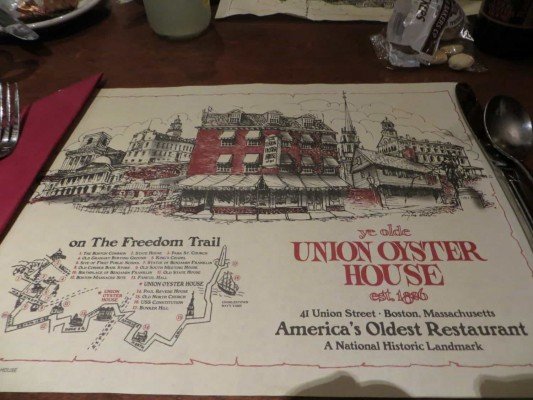 ye olde
UNION OYSTER
HOUSE
est. 1826
41 Union Street · Boston, Massachusetts
America's Oldest Restaurant
A National Historic Landmark
on The Freedom Trail
1. The Boston Common 2. State House 3. Park St. Church
4. Old Granary Burying Ground 5. King's Chapel
6. Site of First Public School 7. Statue of Benjamin Franklin
8. Old Corner Book Store 9. Old South Meeting House
10. Birthplace of Benjamin Franklin 11. Old State House
12. Boston Massacre Site 13. Faneuil Hall
* UNION OYSTER HOUSE
14. Paul Revere House
15. Old North Church
16. USS Constitution
17. Bunker Hill
UNION
OYSTER
HOUSE
CHARLESTOWN
NAVY YARD
HOUSE